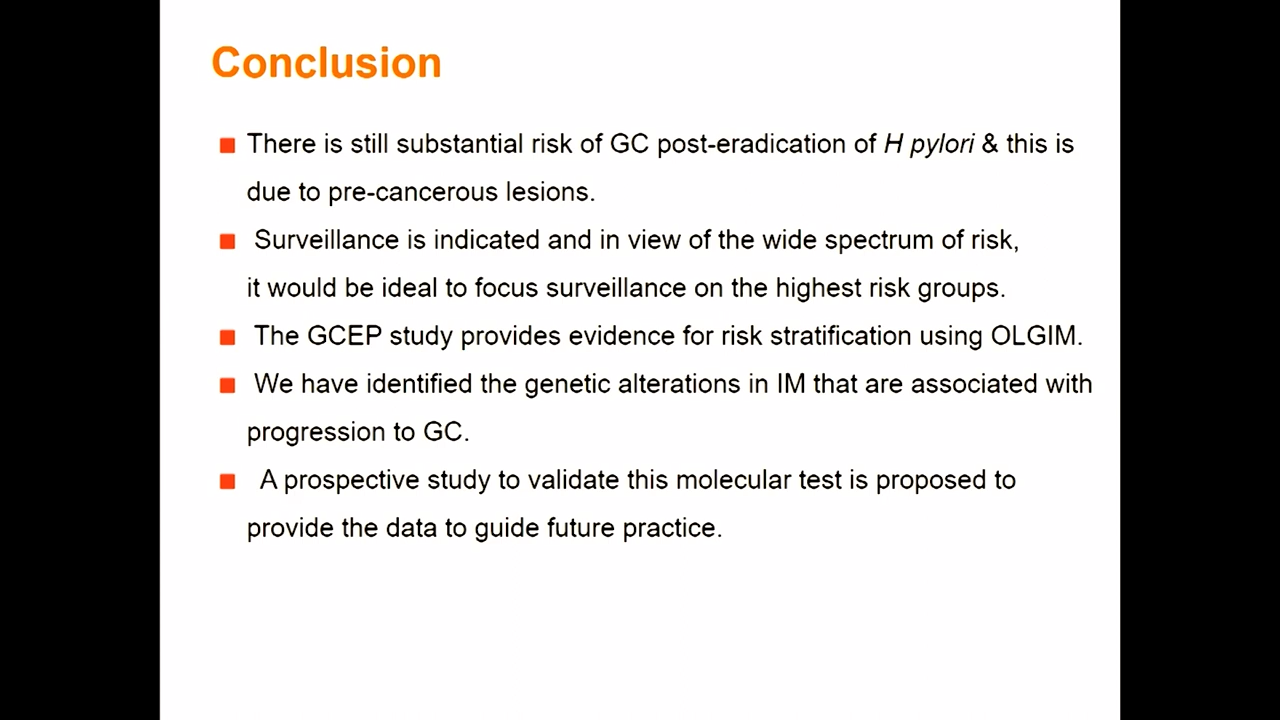 Conclusion
There is still substantial risk of GC post-eradication of H pylori & this is
due to pre-cancerous lesions.
Surveillance is indicated and in view of the wide spectrum of risk,
it would be ideal to focus surveillance on the highest risk groups.
The GCEP study provides evidence for risk stratification using OLGIM.
We have identified the genetic alterations in IM that are associated with
progression to GC.
A prospective study to validate this molecular test is proposed to
provide the data to guide future practice.